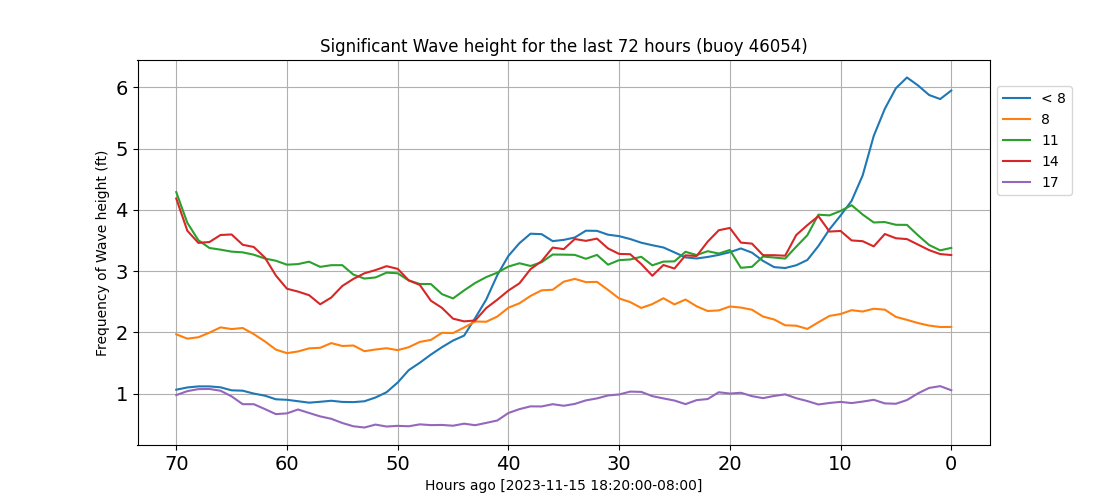 Significant Wave height for the last 72 hours (buoy 46054)
Frequency of Wave height (ft)
6
5
4
3
2
1
70 60 50 40 30 20 10 0
Hours ago [2023-11-15 18:20:00-08:00]
< 8
8
11
14
17